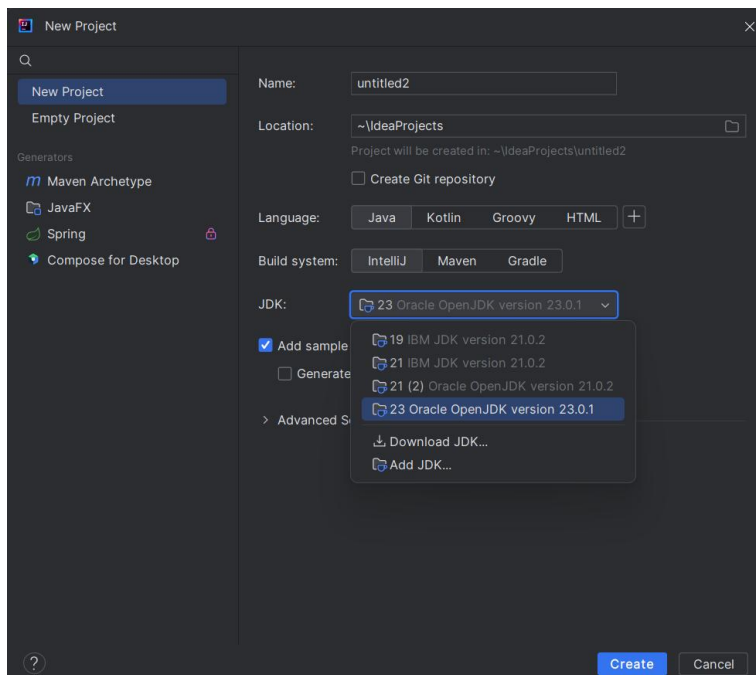 New Project
New Project
Empty Project
Generators
Maven Archetype
JavaFX
Spring
Compose for Desktop
Name: untitled2
Location: ~\IdeaProjects
Project will be created in: ~\IdeaProjects\untitled2
Create Git repository
Language: Java Kotlin Groovy HTML
Build system: IntelliJ Maven Gradle
JDK: 23 Oracle OpenJDK version 23.0.1
19 IBM JDK version 21.0.2
Add sample
21 IBM JDK version 21.0.2
Generate
21 (2) Oracle OpenJDK version 21.0.2
23 Oracle OpenJDK version 23.0.1
Advanced S
Download JDK...
Add JDK...
? Create Cancel